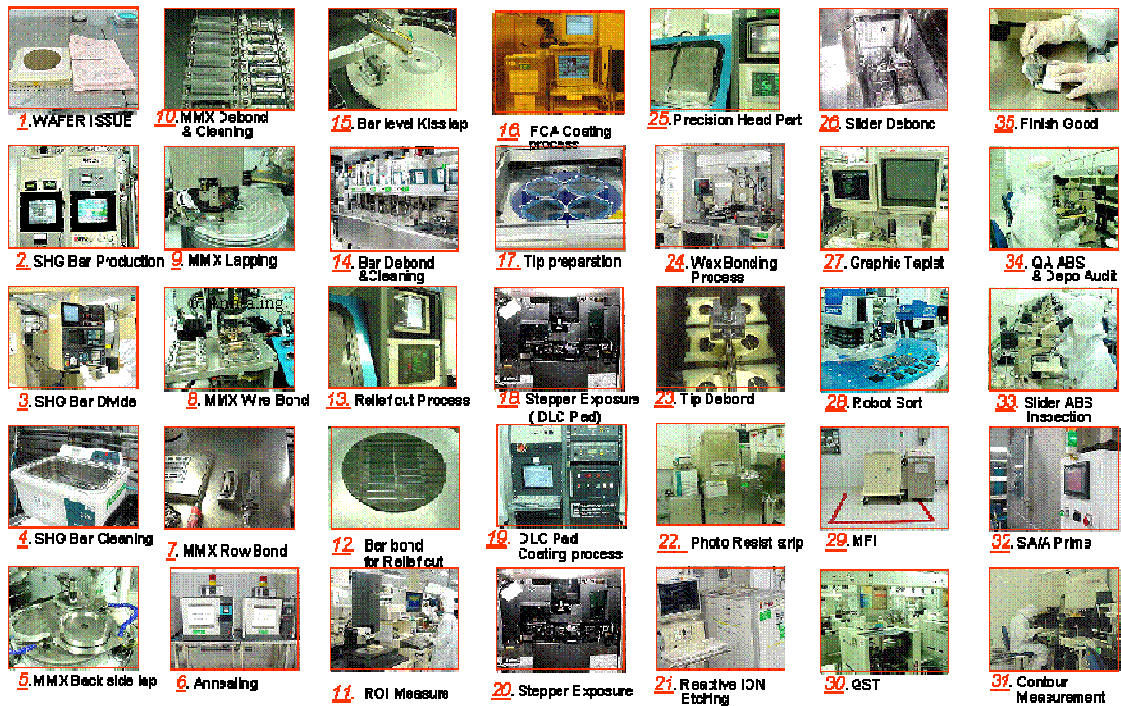 1. WAFER ISSUE
10. MMX Debond
& Cleaning
15. Bar level Kiss lap
16. FCA Coating
process
25. Precision Head Part
26. Slider Debond
35. Finish Good
2. SHG Bar Production
9. MMX Lapping
14. Bar Debond
&Cleaning
17. Tip preparation
24. Wax Bonding
Process
27. Graphic Tapist
34. QA ABS
& Depo Audit
3. SHG Bar Divide
8. MMX Wire Bond
13. Relief cut Process
18. Stepper Exposure
(DLC Pad)
23. Tip Debond
28. Robot Sort
33. Slider ABS
Inspection
4. SHG Bar Cleaning
7. MMX Row Bond
12. Bar bond
for Relief cut
19. DLC Pad
Coating process
22. Photo Resist strip
29. MFI
32. SAIA Prime
5. MMX Back side lap
6. Annealing
11. ROI Measure
20. Stepper Exposure
21. Reactive ION
Etching
30. QST
31. Contour
Measurement